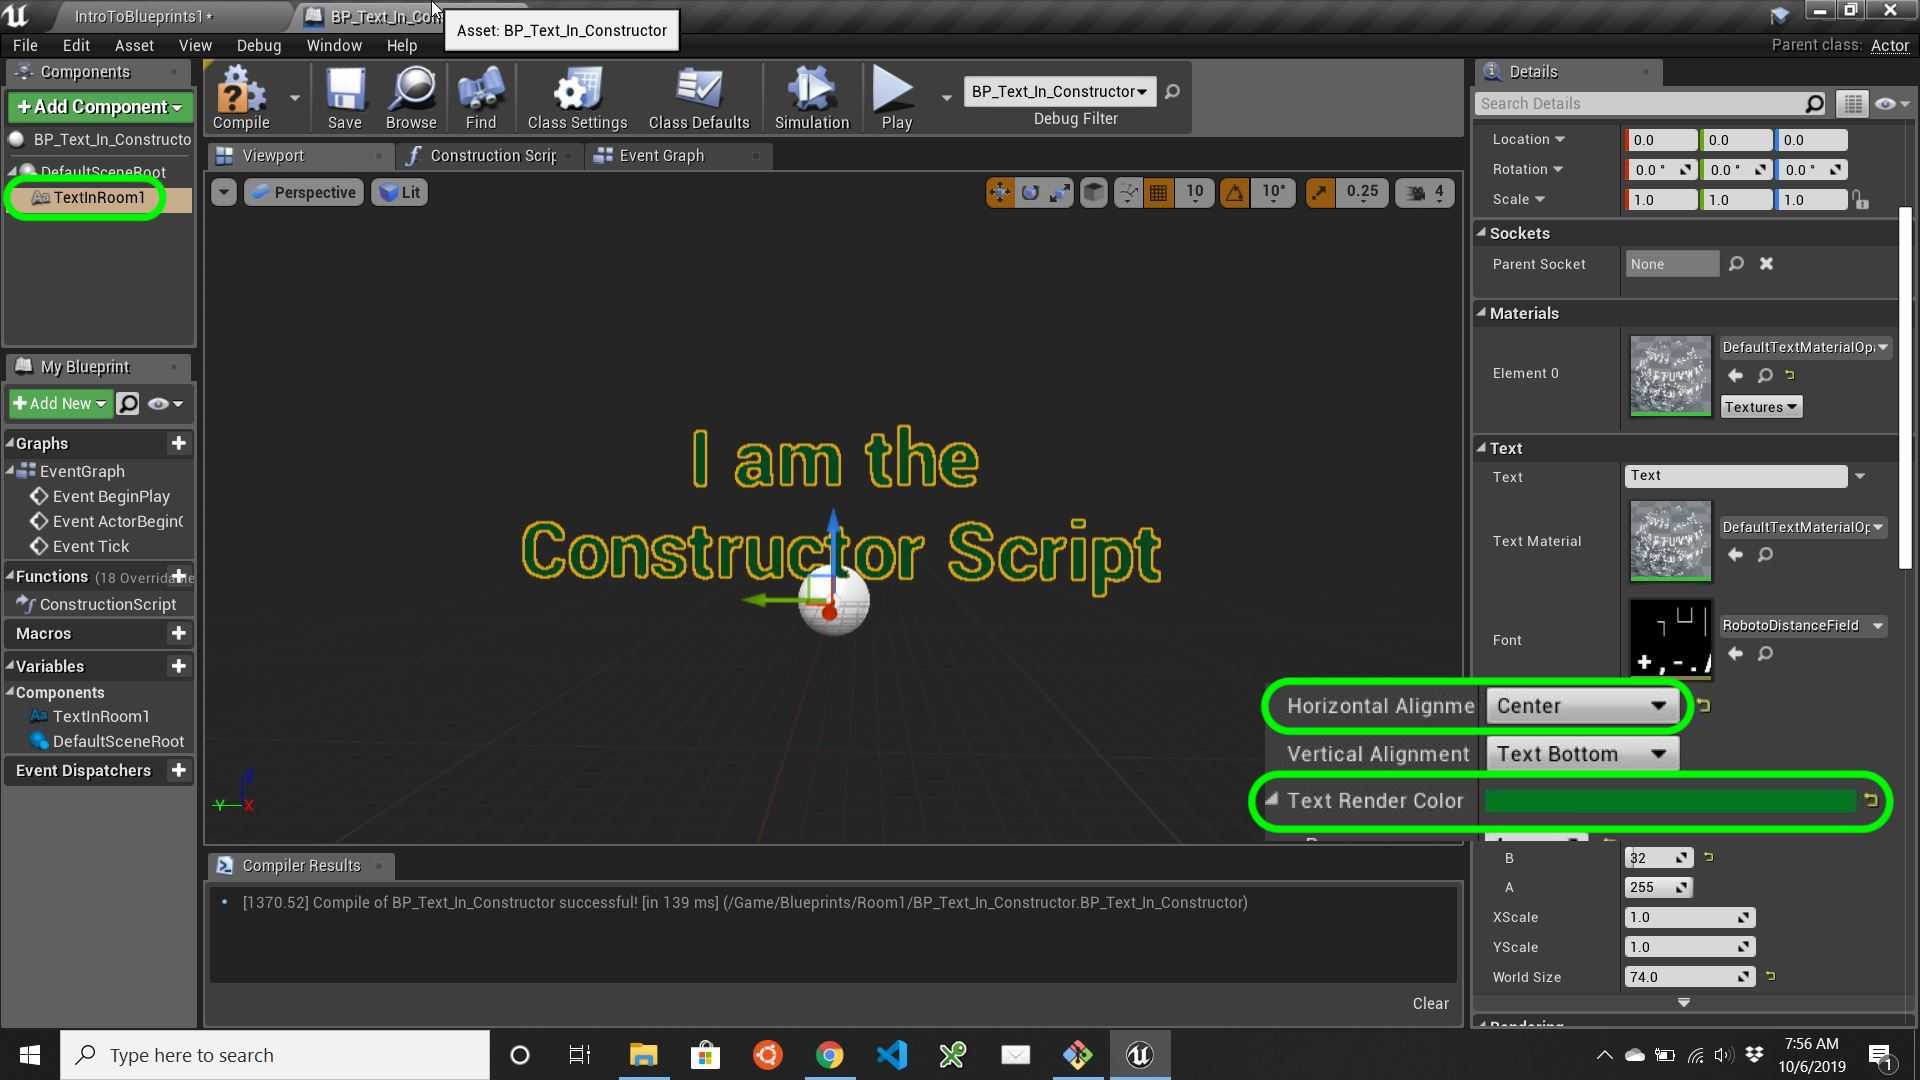 IntroToBlueprints1*
BP_Text_In_Con
Asset: BP_Text_In_Constructor
File Edit Asset View Debug Window Help
Parent class: Actor
Components
+Add Component
BP_Text_In_Constructo
DefaultSceneRoot
TextInRoom1
Compile Save Browse Find Class Settings Class Defaults Simulation Play
BP_Text_In_Constructor
Debug Filter
Viewport
Construction Scrip
Event Graph
Perspective
Lit
10 10° 0.25 4
I am the
Constructor Script
Y X
My Blueprint
+Add New
Graphs +
EventGraph
Event BeginPlay
Event ActorBegin
Event Tick
Functions (18 Overridable
ConstructionScript
Macros +
Variables +
Components
TextInRoom1
DefaultSceneRoot
Event Dispatchers +
Compiler Results
[1370.52] Compile of BP_Text_In_Constructor successful! [in 139 ms] (/Game/Blueprints/Room1/BP_Text_In_Constructor.BP_Text_In_Constructor)
Clear
Details
Search Details
Location 0.0 0.0 0.0
Rotation 0.0 ° 0.0 ° 0.0 °
Scale 1.0 1.0 1.0
Sockets
Parent Socket None
Materials
Element 0
DefaultTextMaterialOp
Textures
Text
Text Text
Text Material
DefaultTextMaterialOp
Font
RobotoDistanceField
Horizontal Alignme Center
Vertical Alignment Text Bottom
Text Render Color
B 32
A 255
XScale 1.0
YScale 1.0
World Size 74.0
Rendering
Type here to search
7:56 AM
10/6/2019
1